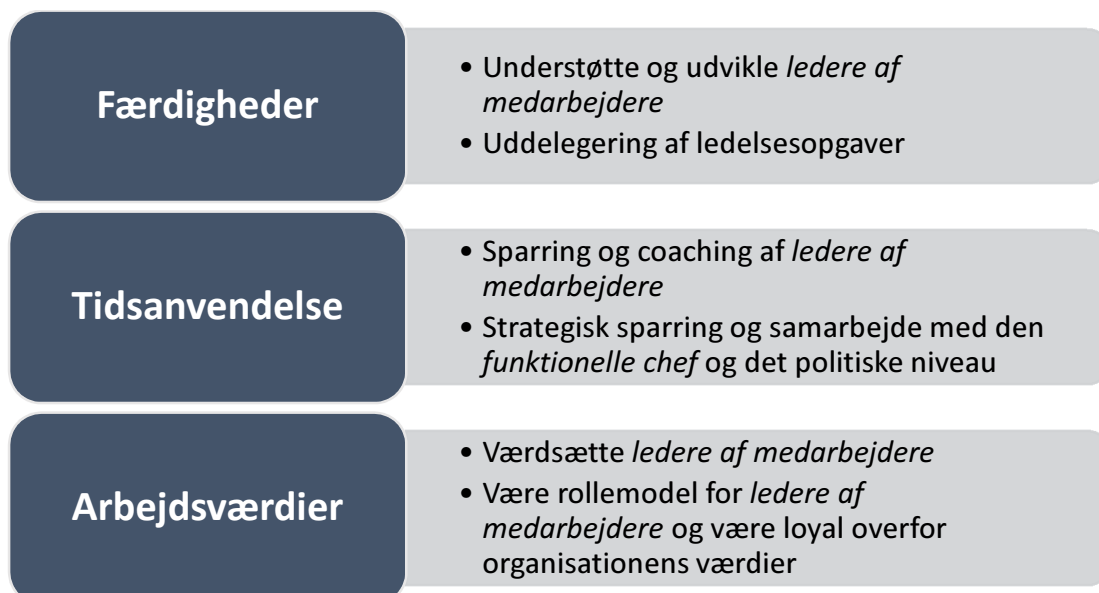 Færdigheder
• Understøtte og udvikle ledere af
medarbejdere
• Uddelegering af ledelsesopgaver
Tidsanvendelse
• Sparring og coaching af ledere af
medarbejdere
• Strategisk sparring og samarbejde med den
funktionelle chef og det politiske niveau
Arbejdsværdier
• Værdsætte ledere af medarbejdere
• Være rollemodel for ledere af
medarbejdere og være loyal overfor
organisationens værdier